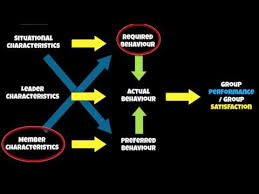 Situational
Characteristics
Required
Behaviour
Leader
Characteristics
Actual
Behaviour
Group
Performance
/ Group
Satisfaction
Member
Characteristics
Preferred
Behaviour